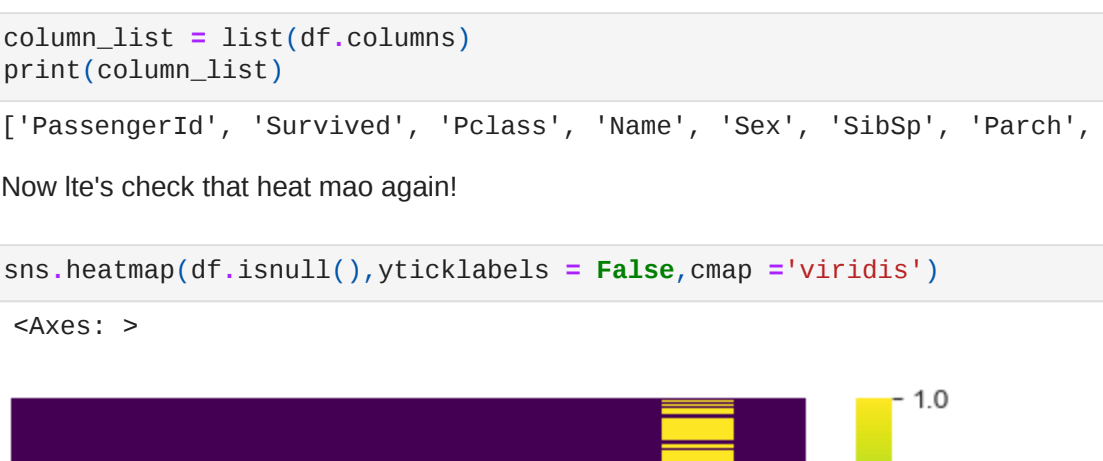 column_list = list(df.columns)
print(column_list)
['PassengerId', 'Survived', 'Pclass', 'Name', 'Sex', 'SibSp', 'Parch',
Now lte's check that heat mao again!
sns.heatmap(df.isnull(),yticklabels = False,cmap ='viridis')
<Axes: >
1.0